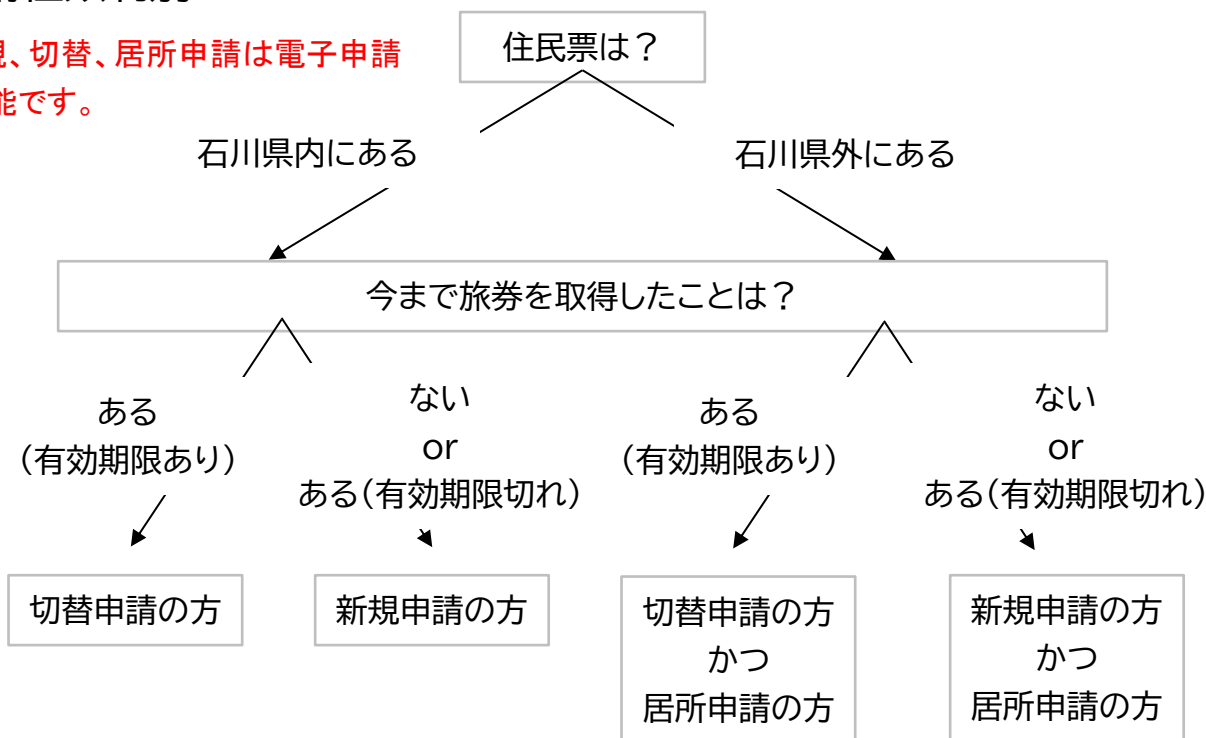 、切替、居所申請は電子申請
能です。
住民票は？
石川県内にある
石川県外にある
今まで旅券を取得したことは？
ある
（有効期限あり）
ない
or
ある（有効期限切れ）
ある
（有効期限あり）
ない
or
ある（有効期限切れ）
切替申請の方
新規申請の方
切替申請の方
かつ
居所申請の方
新規申請の方
かつ
居所申請の方